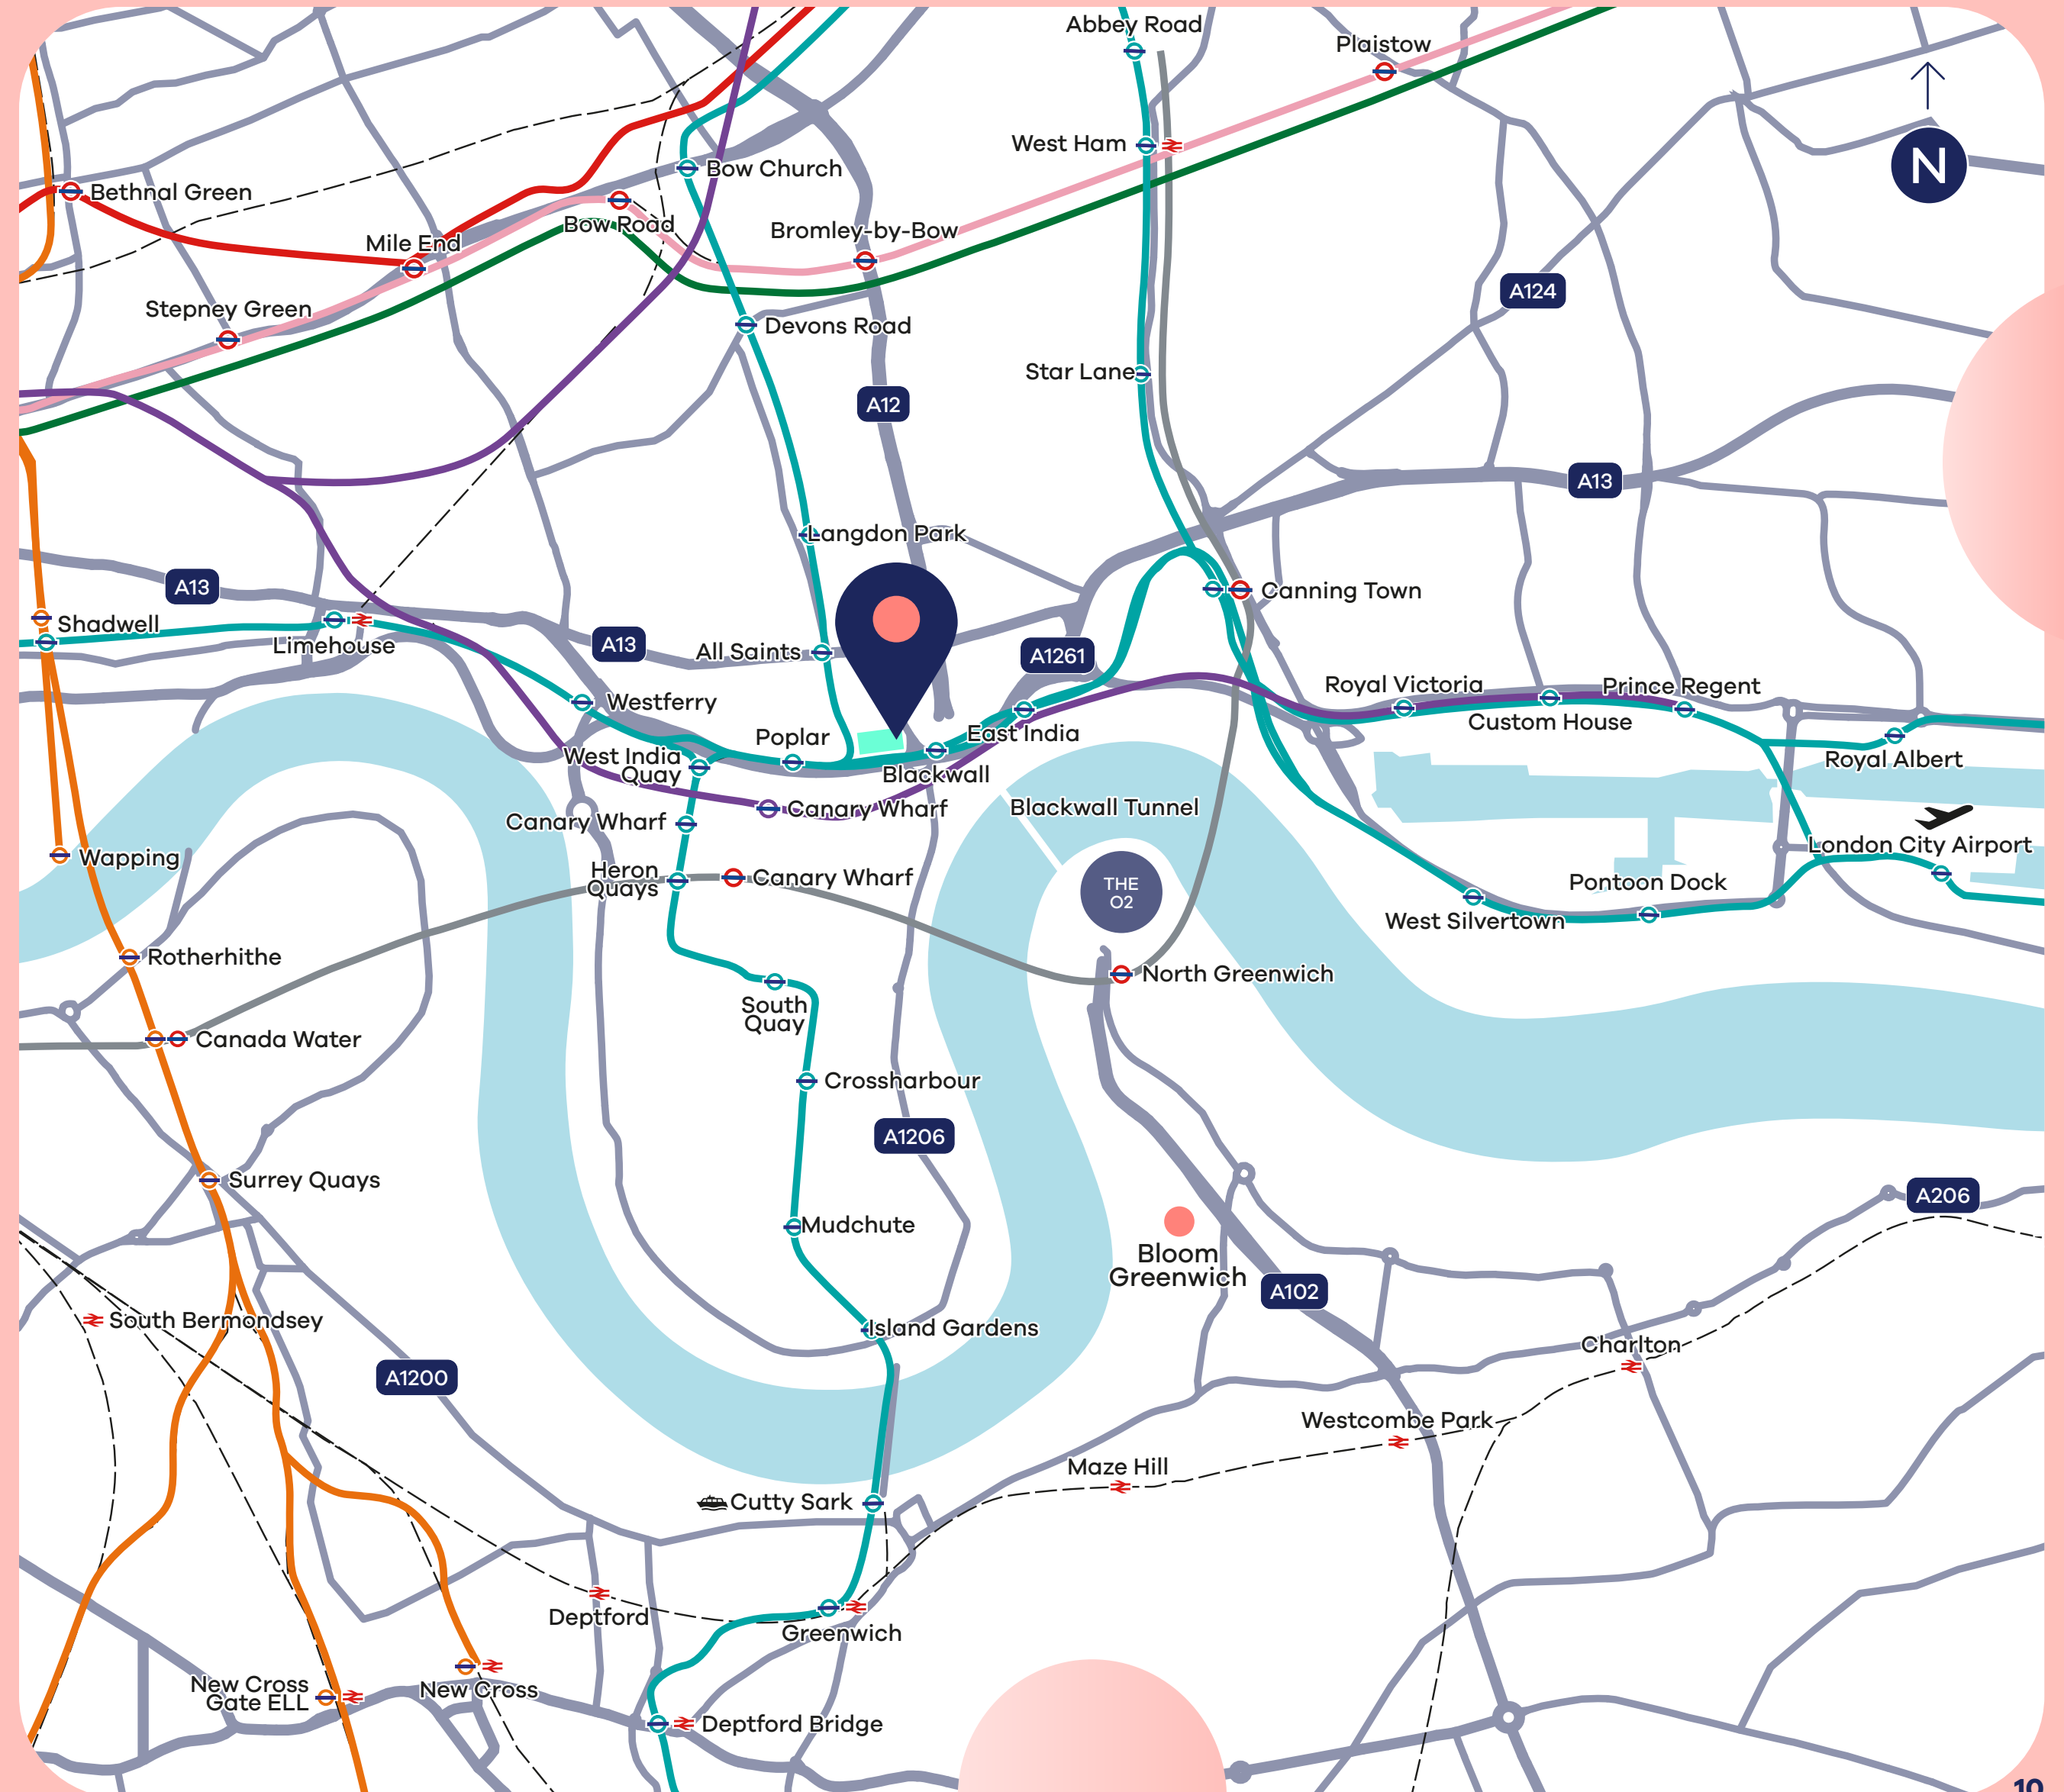 Abbey Road
Plaistow
West Ham
N
Bow Church
Bethnal Green
Bow Road
Bromley-by-Bow
Mile End
A124
Stepney Green
Devons Road
Star Lane
A12
A13
Langdon Park
A13
Canning Town
Shadwell
Limehouse
A13
All Saints
A1261
Royal Victoria
Prince Regent
Westferry
Custom House
Poplar
East India
West India
Quay
Blackwall
Royal Albert
Canary Wharf
Blackwall Tunnel
Canary Wharf
London City Airport
Wapping
Heron
Quays
Canary Wharf
THE
O2
Pontoon Dock
West Silvertown
Rotherhithe
North Greenwich
South
Quay
Canada Water
Crossharbour
A1206
Surrey Quays
A206
Mudchute
Bloom
Greenwich
A102
South Bermondsey
Island Gardens
Charlton
A1200
Westcombe Park
Maze Hill
Cutty Sark
Deptford
Greenwich
New Cross
Gate ELL
New Cross
Deptford Bridge
10